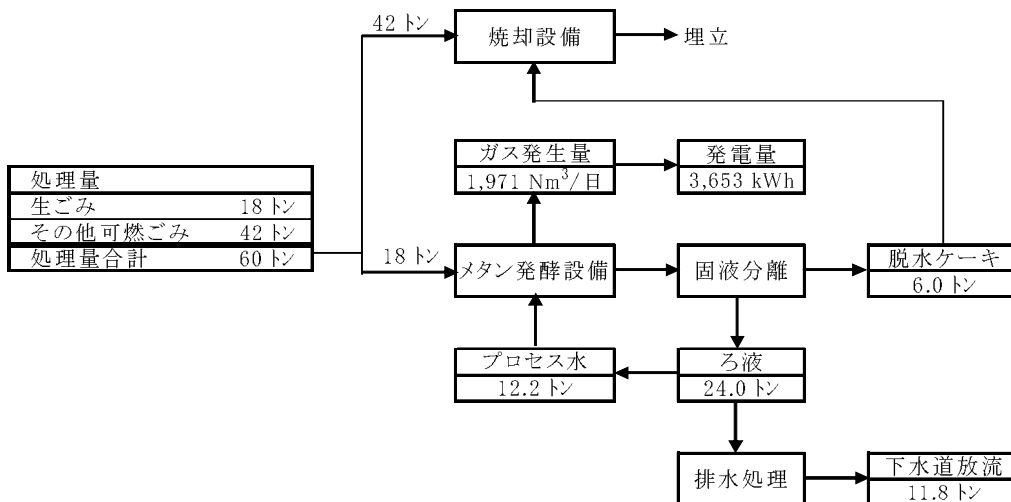 42 トン
焼却設備
埋立
ガス発生量
1,971 Nm³/日
発電量
3,653 kWh
処理量
生ごみ 18 トン
その他可燃ごみ 42 トン
処理量合計 60 トン
18 トン
メタン発酵設備
固液分離
脱水ケーキ
6.0 トン
プロセス水
12.2 トン
ろ液
24.0 トン
排水処理
下水道放流
11.8 トン